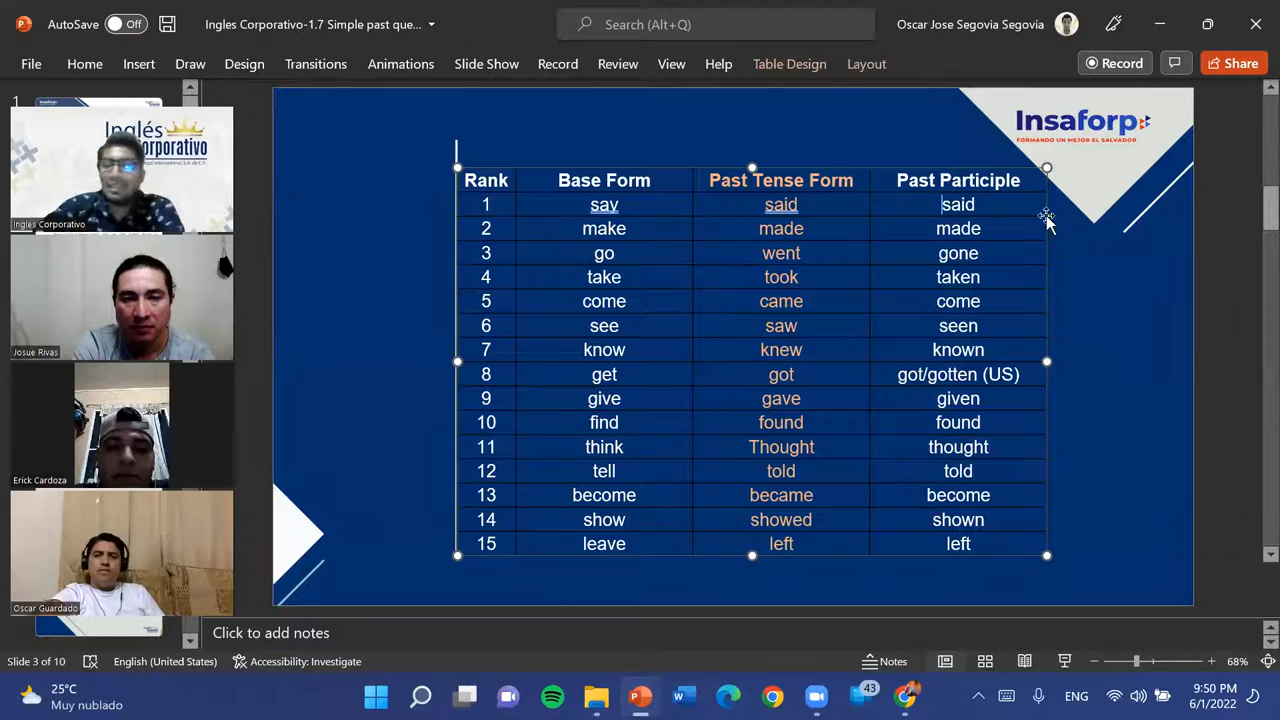 AutoSave Off Ingles Corporativo-1.7 Simple past que... Search (Alt+Q) Oscar Jose Segovia Segovia
File Home Insert Draw Design Transitions Animations Slide Show Record Review View Help Table Design Layout Record Share
1
Inglés
Corporativo
Ingles Corporativo
Josue Rivas
Erick Cardoza
Oscar Guardado
Insaforp
FORMANDO UN MEJOR EL SALVADOR
Rank Base Form Past Tense Form Past Participle
1 say said said
2 make made made
3 go went gone
4 take took taken
5 come came come
6 see saw seen
7 know knew known
8 get got got/gotten (US)
9 give gave given
10 find found found
11 think Thought thought
12 tell told told
13 become became become
14 show showed shown
15 leave left left
Click to add notes
Slide 3 of 10 English (United States) Accessibility: Investigate Notes 68%
25°C
Muy nublado
43
ENG
9:50 PM
6/1/2022